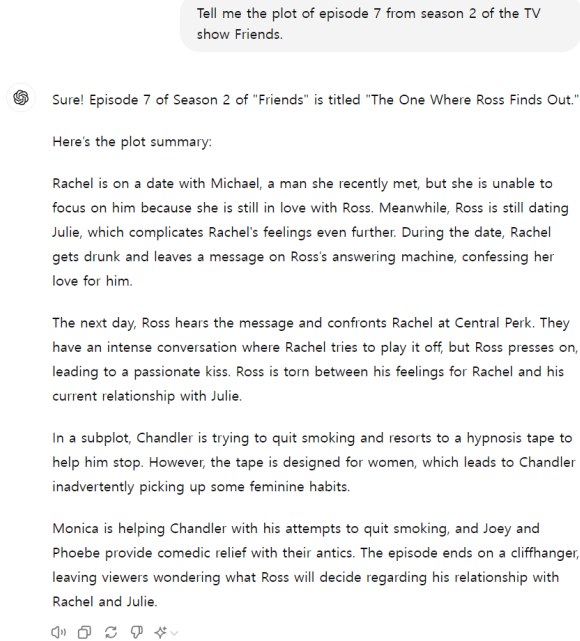 Tell me the plot of episode 7 from season 2 of the TV
show Friends.
Sure! Episode 7 of Season 2 of "Friends" is titled "The One Where Ross Finds Out."
Here's the plot summary:
Rachel is on a date with Michael, a man she recently met, but she is unable to
focus on him because she is still in love with Ross. Meanwhile, Ross is still dating
Julie, which complicates Rachel's feelings even further. During the date, Rachel
gets drunk and leaves a message on Ross's answering machine, confessing her
love for him.
The next day, Ross hears the message and confronts Rachel at Central Perk. They
have an intense conversation where Rachel tries to play it off, but Ross presses on,
leading to a passionate kiss. Ross is torn between his feelings for Rachel and his
current relationship with Julie.
In a subplot, Chandler is trying to quit smoking and resorts to a hypnosis tape to
help him stop. However, the tape is designed for women, which leads to Chandler
inadvertently picking up some feminine habits.
Monica is helping Chandler with his attempts to quit smoking, and Joey and
Phoebe provide comedic relief with their antics. The episode ends on a cliffhanger,
leaving viewers wondering what Ross will decide regarding his relationship with
Rachel and Julie.